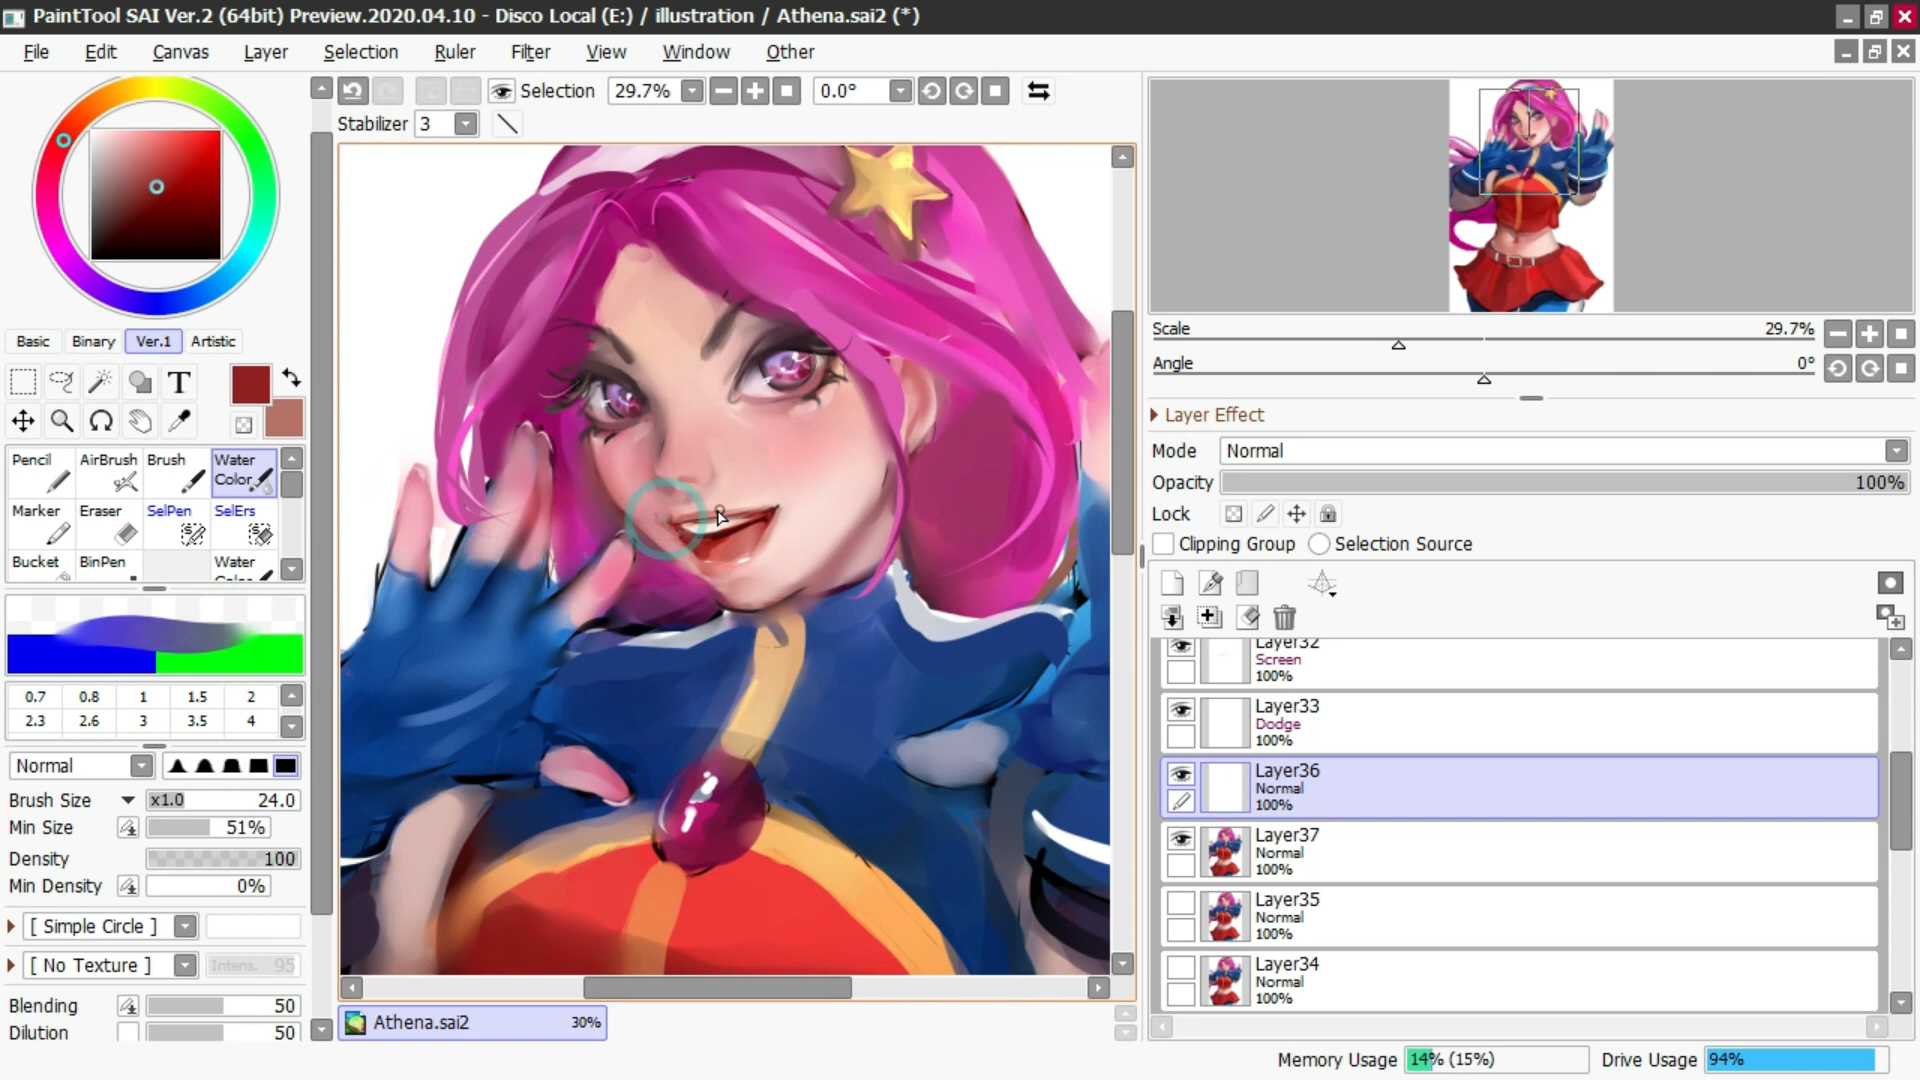 PaintTool SAI Ver.2 (64bit) Preview.2020.04.10 - Disco Local (E:) / illustration / Athena.sai2 (*)
File Edit Canvas Layer Selection Ruler Filter View Window Other
Selection 29.7% 0.0°
Stabilizer 3
Basic Binary Ver.1 Artistic
T
Pencil AirBrush Brush Water Color
Marker Eraser SelPen SelErs
Bucket BinPen Water Color
0.7 0.8 1 1.5 2
2.3 2.6 3 3.5 4
Normal
Brush Size x1.0 24.0
Min Size 51%
Density 100
Min Density 0%
[ Simple Circle ]
[ No Texture ] Intens. 95
Blending 50
Dilution 50
Athena.sai2 30%
Scale 29.7%
Angle 0°
Layer Effect
Mode Normal
Opacity 100%
Lock
Clipping Group Selection Source
Layer32
Screen
100%
Layer33
Dodge
100%
Layer36
Normal
100%
Layer37
Normal
100%
Layer35
Normal
100%
Layer34
Normal
100%
Memory Usage 14% (15%) Drive Usage 94%